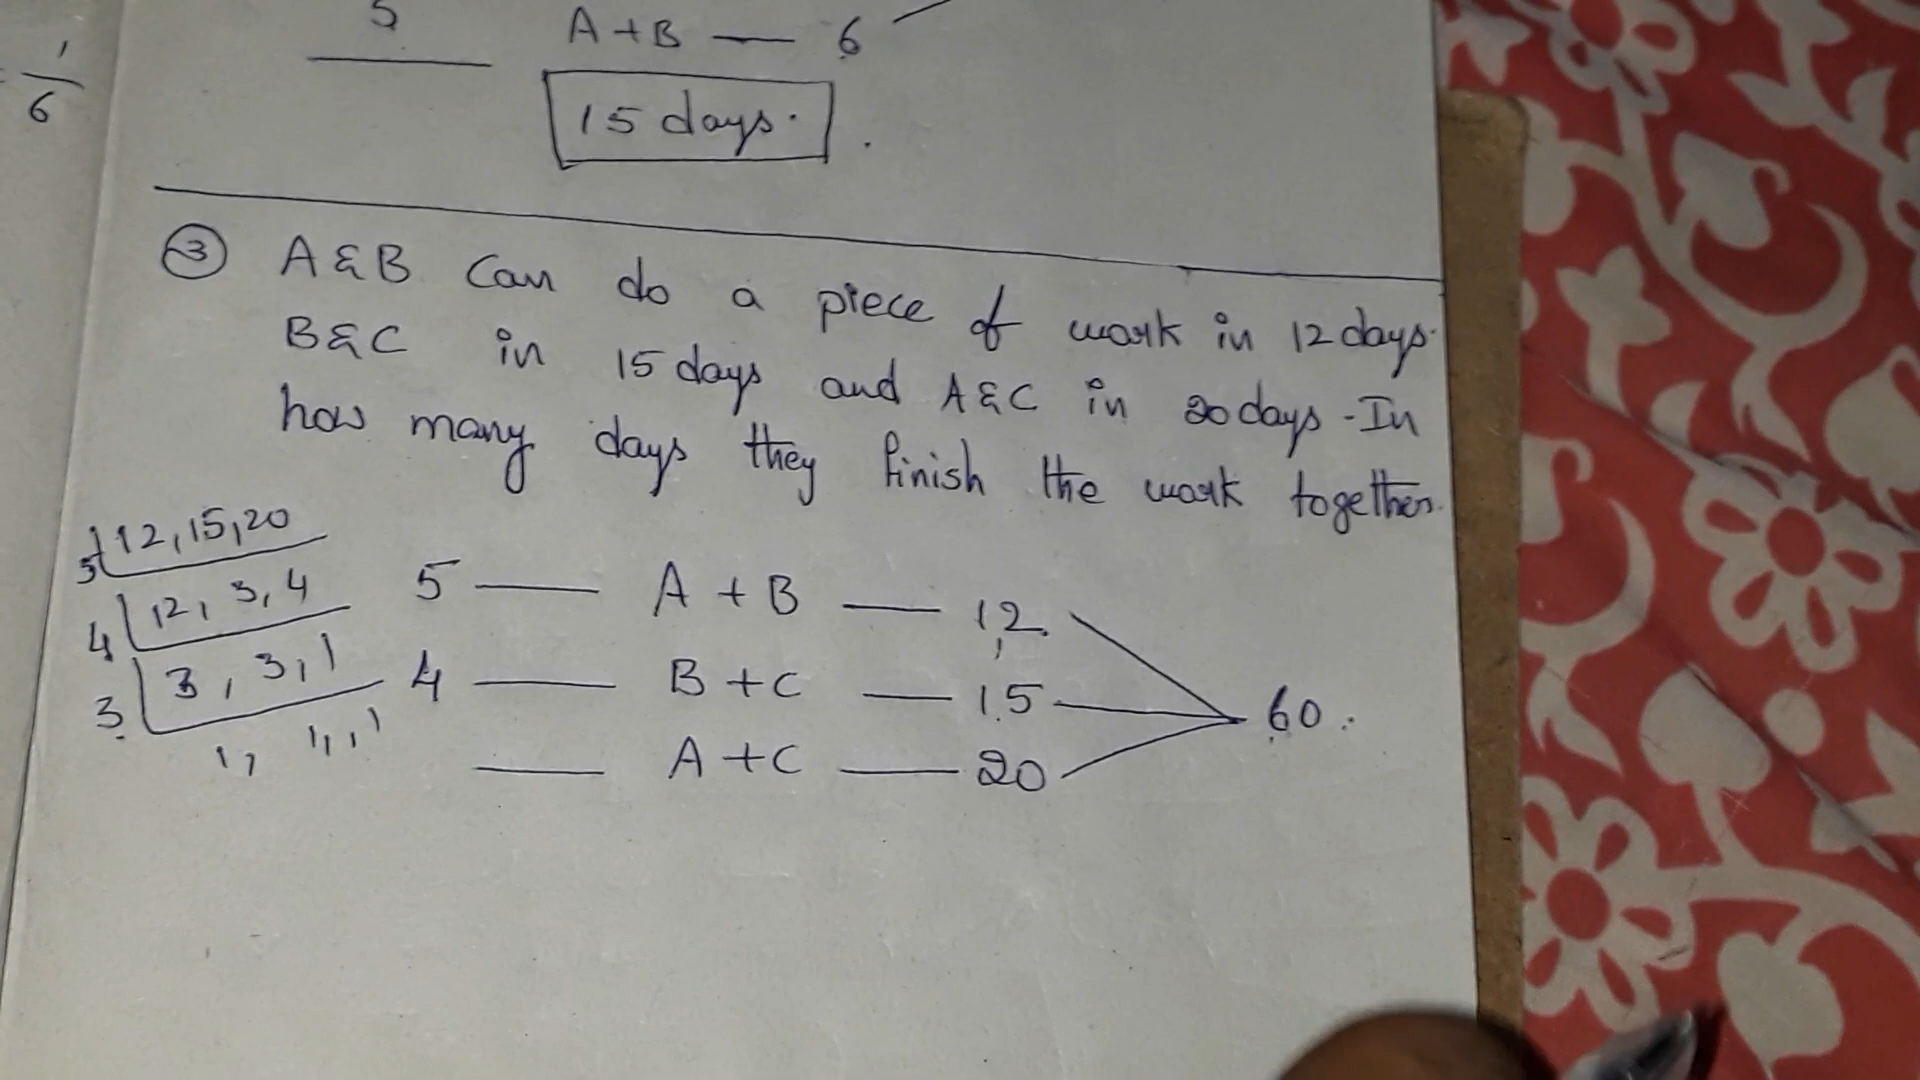 5
A + B — 6
1
6
15 days.
3 A & B Can do a piece of work in 12 days.
B & C in 15 days and A & C in 20 days - In
how many days they finish the work together.
5 12, 15, 20
4 12, 3, 4
3 3, 3, 1
1, 1, 1
5 — A + B — 12
4 — B + C — 15 60.
— A + C — 20